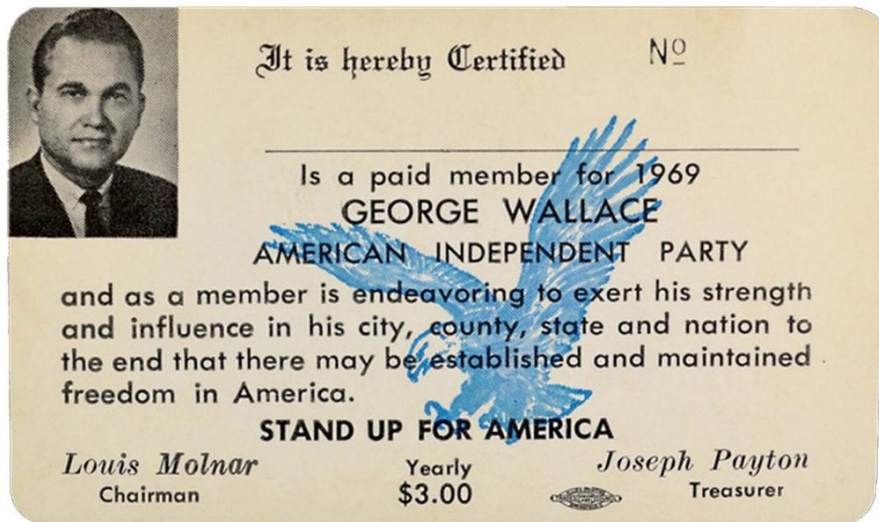 It is hereby Certified Nº
Is a paid member for 1969
GEORGE WALLACE
AMERICAN INDEPENDENT PARTY
and as a member is endeavoring to exert his strength
and influence in his city, county, state and nation to
the end that there may be established and maintained
freedom in America.
STAND UP FOR AMERICA
Louis Molnar Yearly Joseph Payton
Chairman $3.00 Treasurer